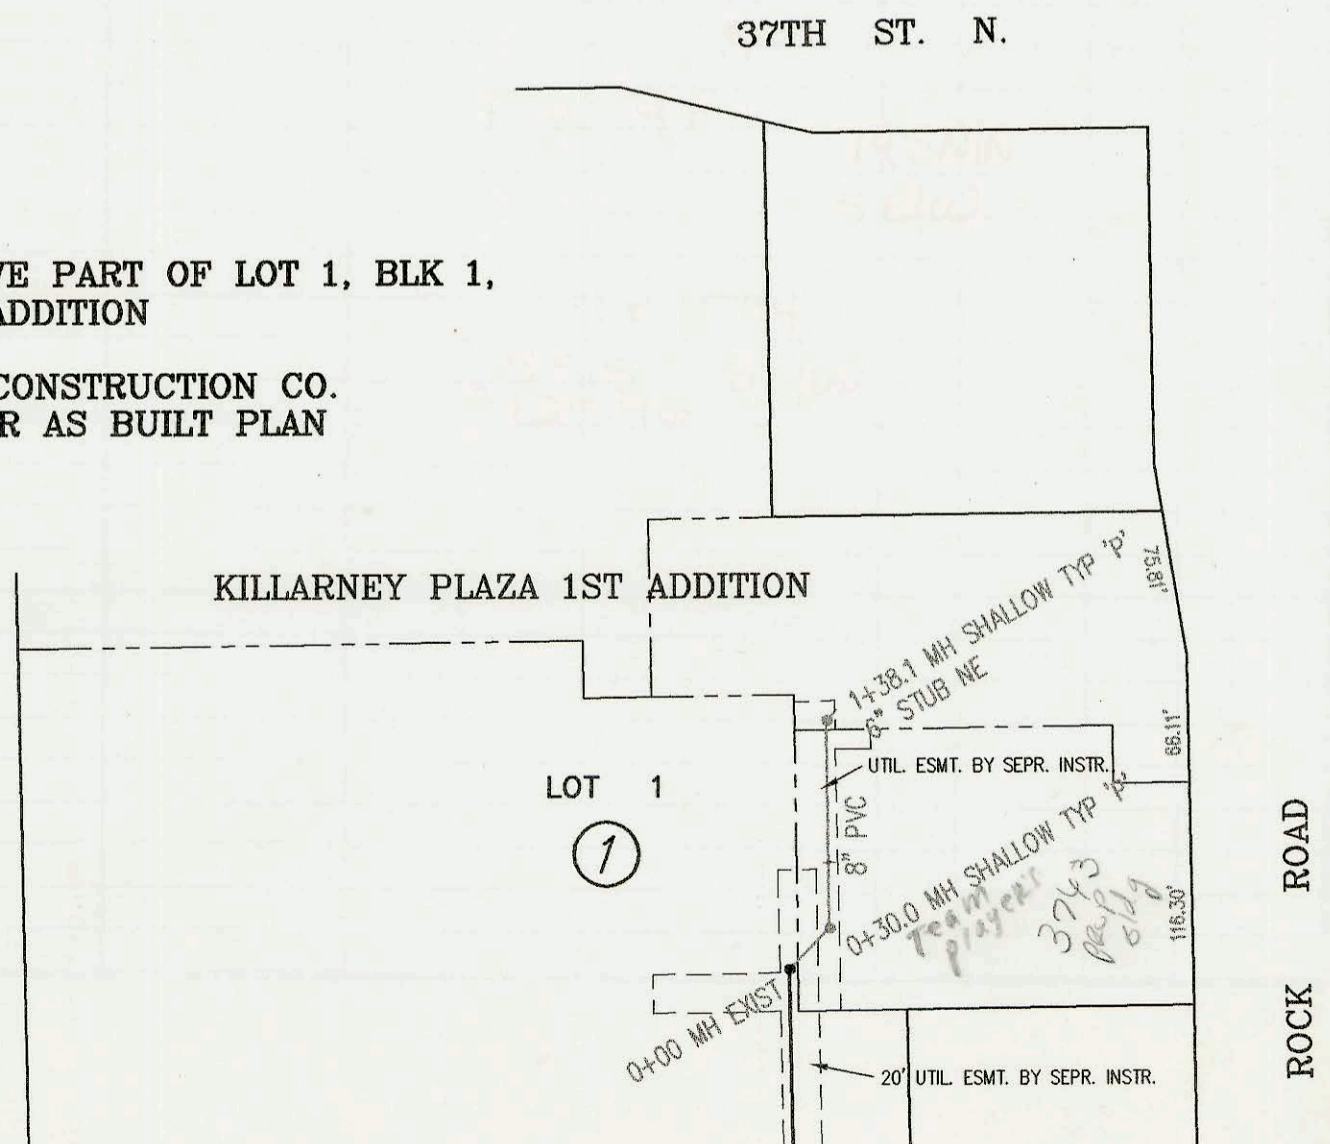 37TH ST. N.
VE PART OF LOT 1, BLK 1,
ADDITION
CONSTRUCTION CO.
R AS BUILT PLAN
KILLARNEY PLAZA 1ST ADDITION
75.81'
1+38.1 MH SHALLOW TYP 'P'
6" STUB NE
66.11'
UTIL. ESMT. BY SEPR. INSTR.
LOT 1
1
8" PVC
0+30.0 MH SHALLOW TYP 'P'
Team
players
3743
bldg
116.30'
ROCK ROAD
0+00 MH EXIST
20' UTIL. ESMT. BY SEPR. INSTR.